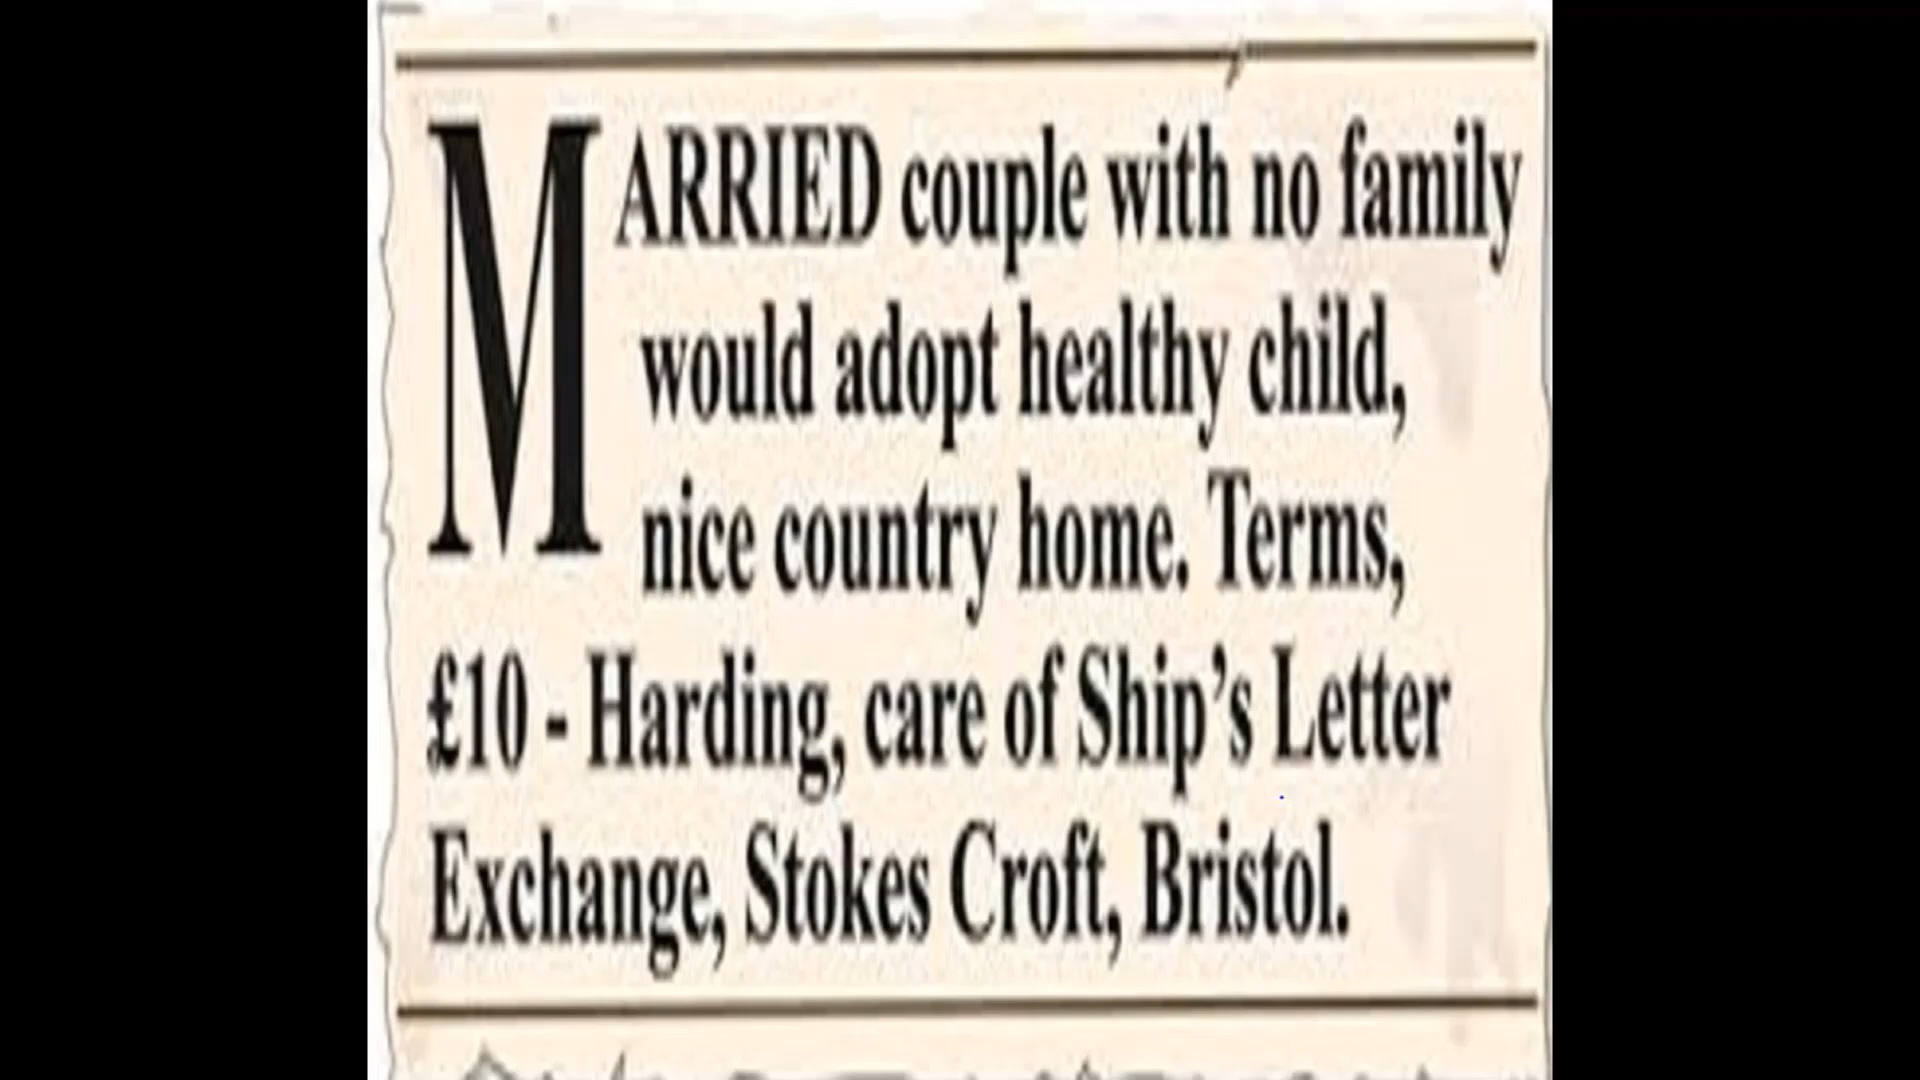 MARRIED couple with no family
would adopt healthy child,
nice country home. Terms,
£10 - Harding, care of Ship’s Letter
Exchange, Stokes Croft, Bristol.